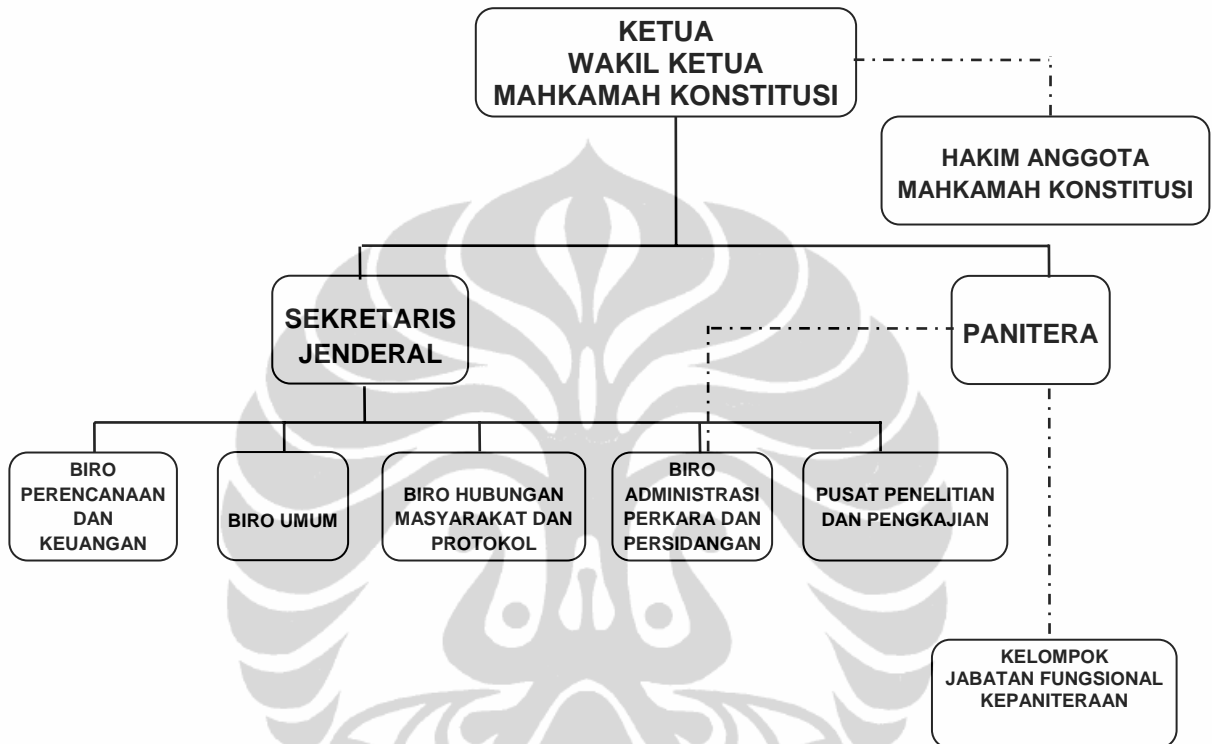 KETUA
WAKIL KETUA
MAHKAMAH KONSTITUSI
HAKIM ANGGOTA
MAHKAMAH KONSTITUSI
SEKRETARIS
JENDERAL
PANITERA
BIRO
PERENCANAAN
DAN
KEUANGAN
BIRO UMUM
BIRO HUBUNGAN
MASYARAKAT DAN
PROTOKOL
BIRO
ADMINISTRASI
PERKARA DAN
PERSIDANGAN
PUSAT PENELITIAN
DAN PENGKAJIAN
KELOMPOK
JABATAN FUNGSIONAL
KEPANITERAAN